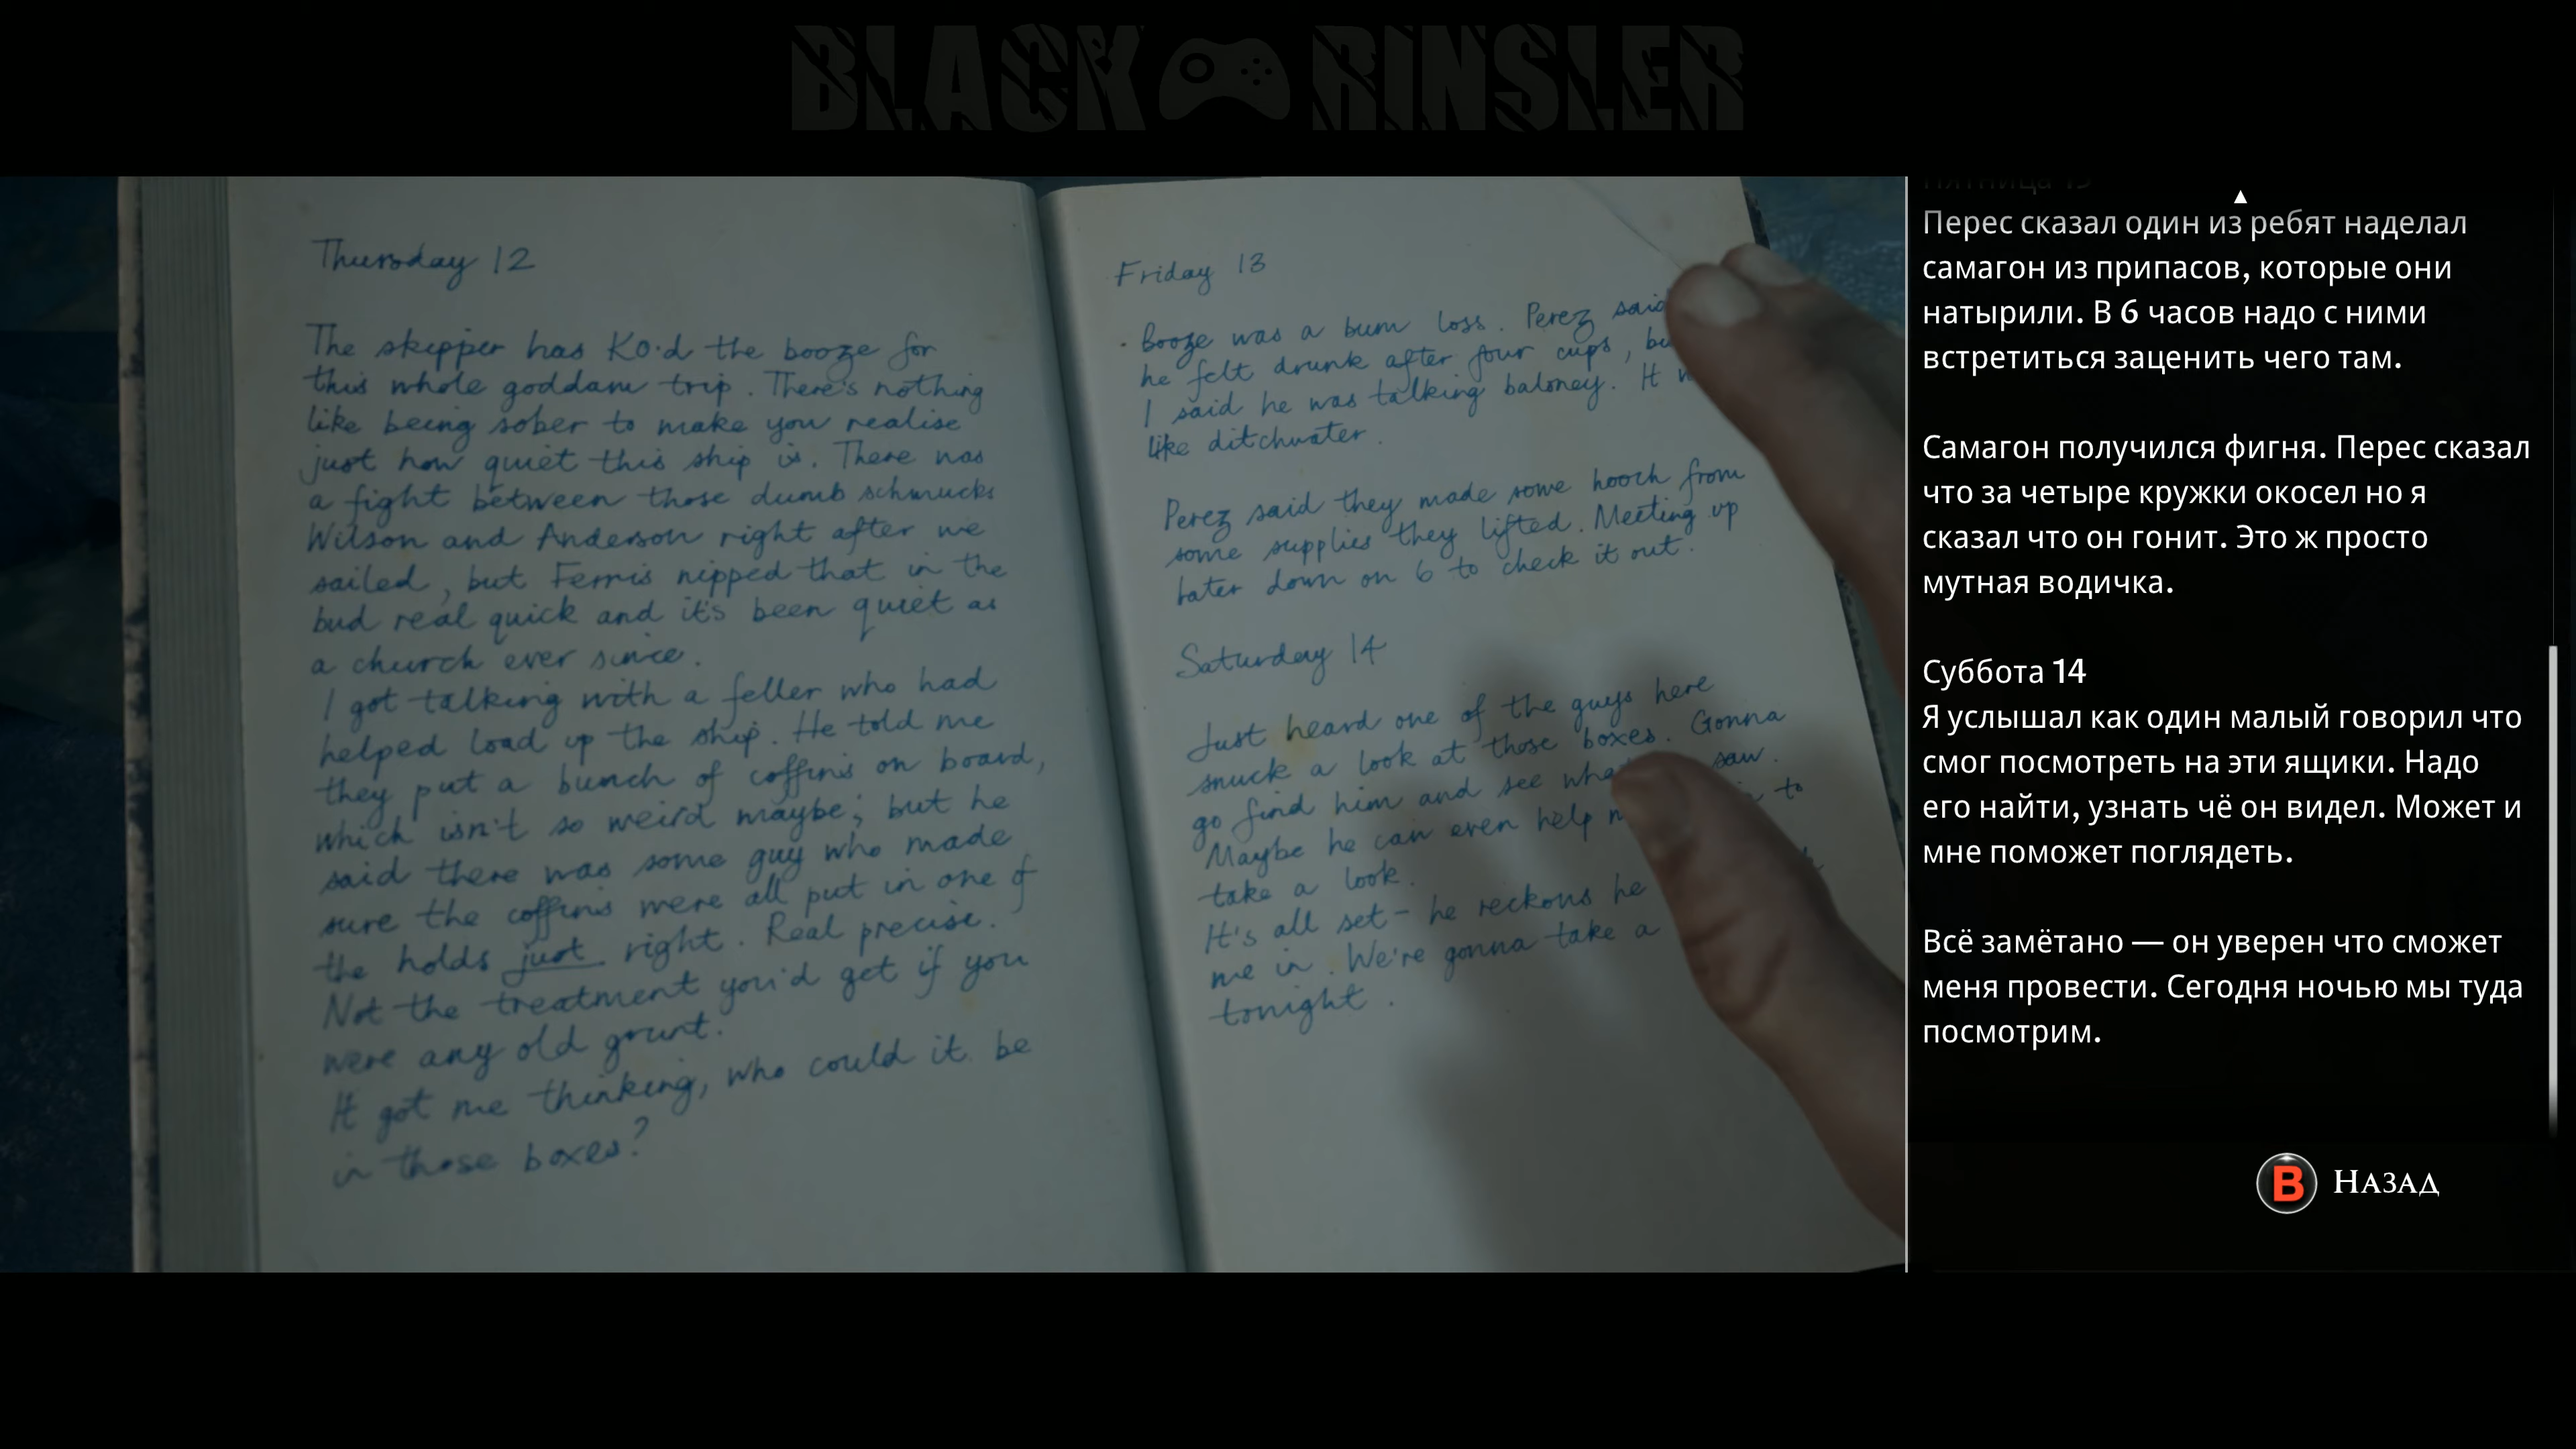 BLACK RINSLER
Thursday 12
The skipper has KO'd the booze for
this whole goddam trip. There's nothing
like being sober to make you realise
just how quiet this ship is. There was
a fight between those dumb schmucks
Wilson and Anderson right after we
sailed, but Ferris nipped that in the
bud real quick and it's been quiet as
a church ever since.
I got talking with a feller who had
helped load up the ship. He told me
they put a bunch of coffins on board,
which isn't so weird maybe; but he
said there was some guy who made
sure the coffins were all put in one of
the holds just right. Real precise.
Not the treatment you'd get if you
were any old grunt.
It got me thinking, who could it be
in those boxes?
Friday 13
Booze was a bum loss. Perez said
he felt drunk after four cups,
I said he was talking baloney. It
like ditchwater.
Perez said they made some hooch from
some supplies they lifted. Meeting up
later down on 6 to check it out.
Saturday 14
Just heard one of the guys here
snuck a look at those boxes. Gonna
go find him and see saw.
Maybe he can even help to
take a look.
It's all set - he reckons he
me in. We're gonna take a
tonight.
Пятница 13
Перес сказал один из ребят наделал
самагон из припасов, которые они
натырили. В 6 часов надо с ними
встретиться заценить чего там.
Самагон получился фигня. Перес сказал
что за четыре кружки окосел но я
сказал что он гонит. Это ж просто
мутная водичка.
Суббота 14
Я услышал как один малый говорил что
смог посмотреть на эти ящики. Надо
его найти, узнать чё он видел. Может и
мне поможет поглядеть.
Всё замётано — он уверен что сможет
меня провести. Сегодня ночью мы туда
посмотрим.
B Назад